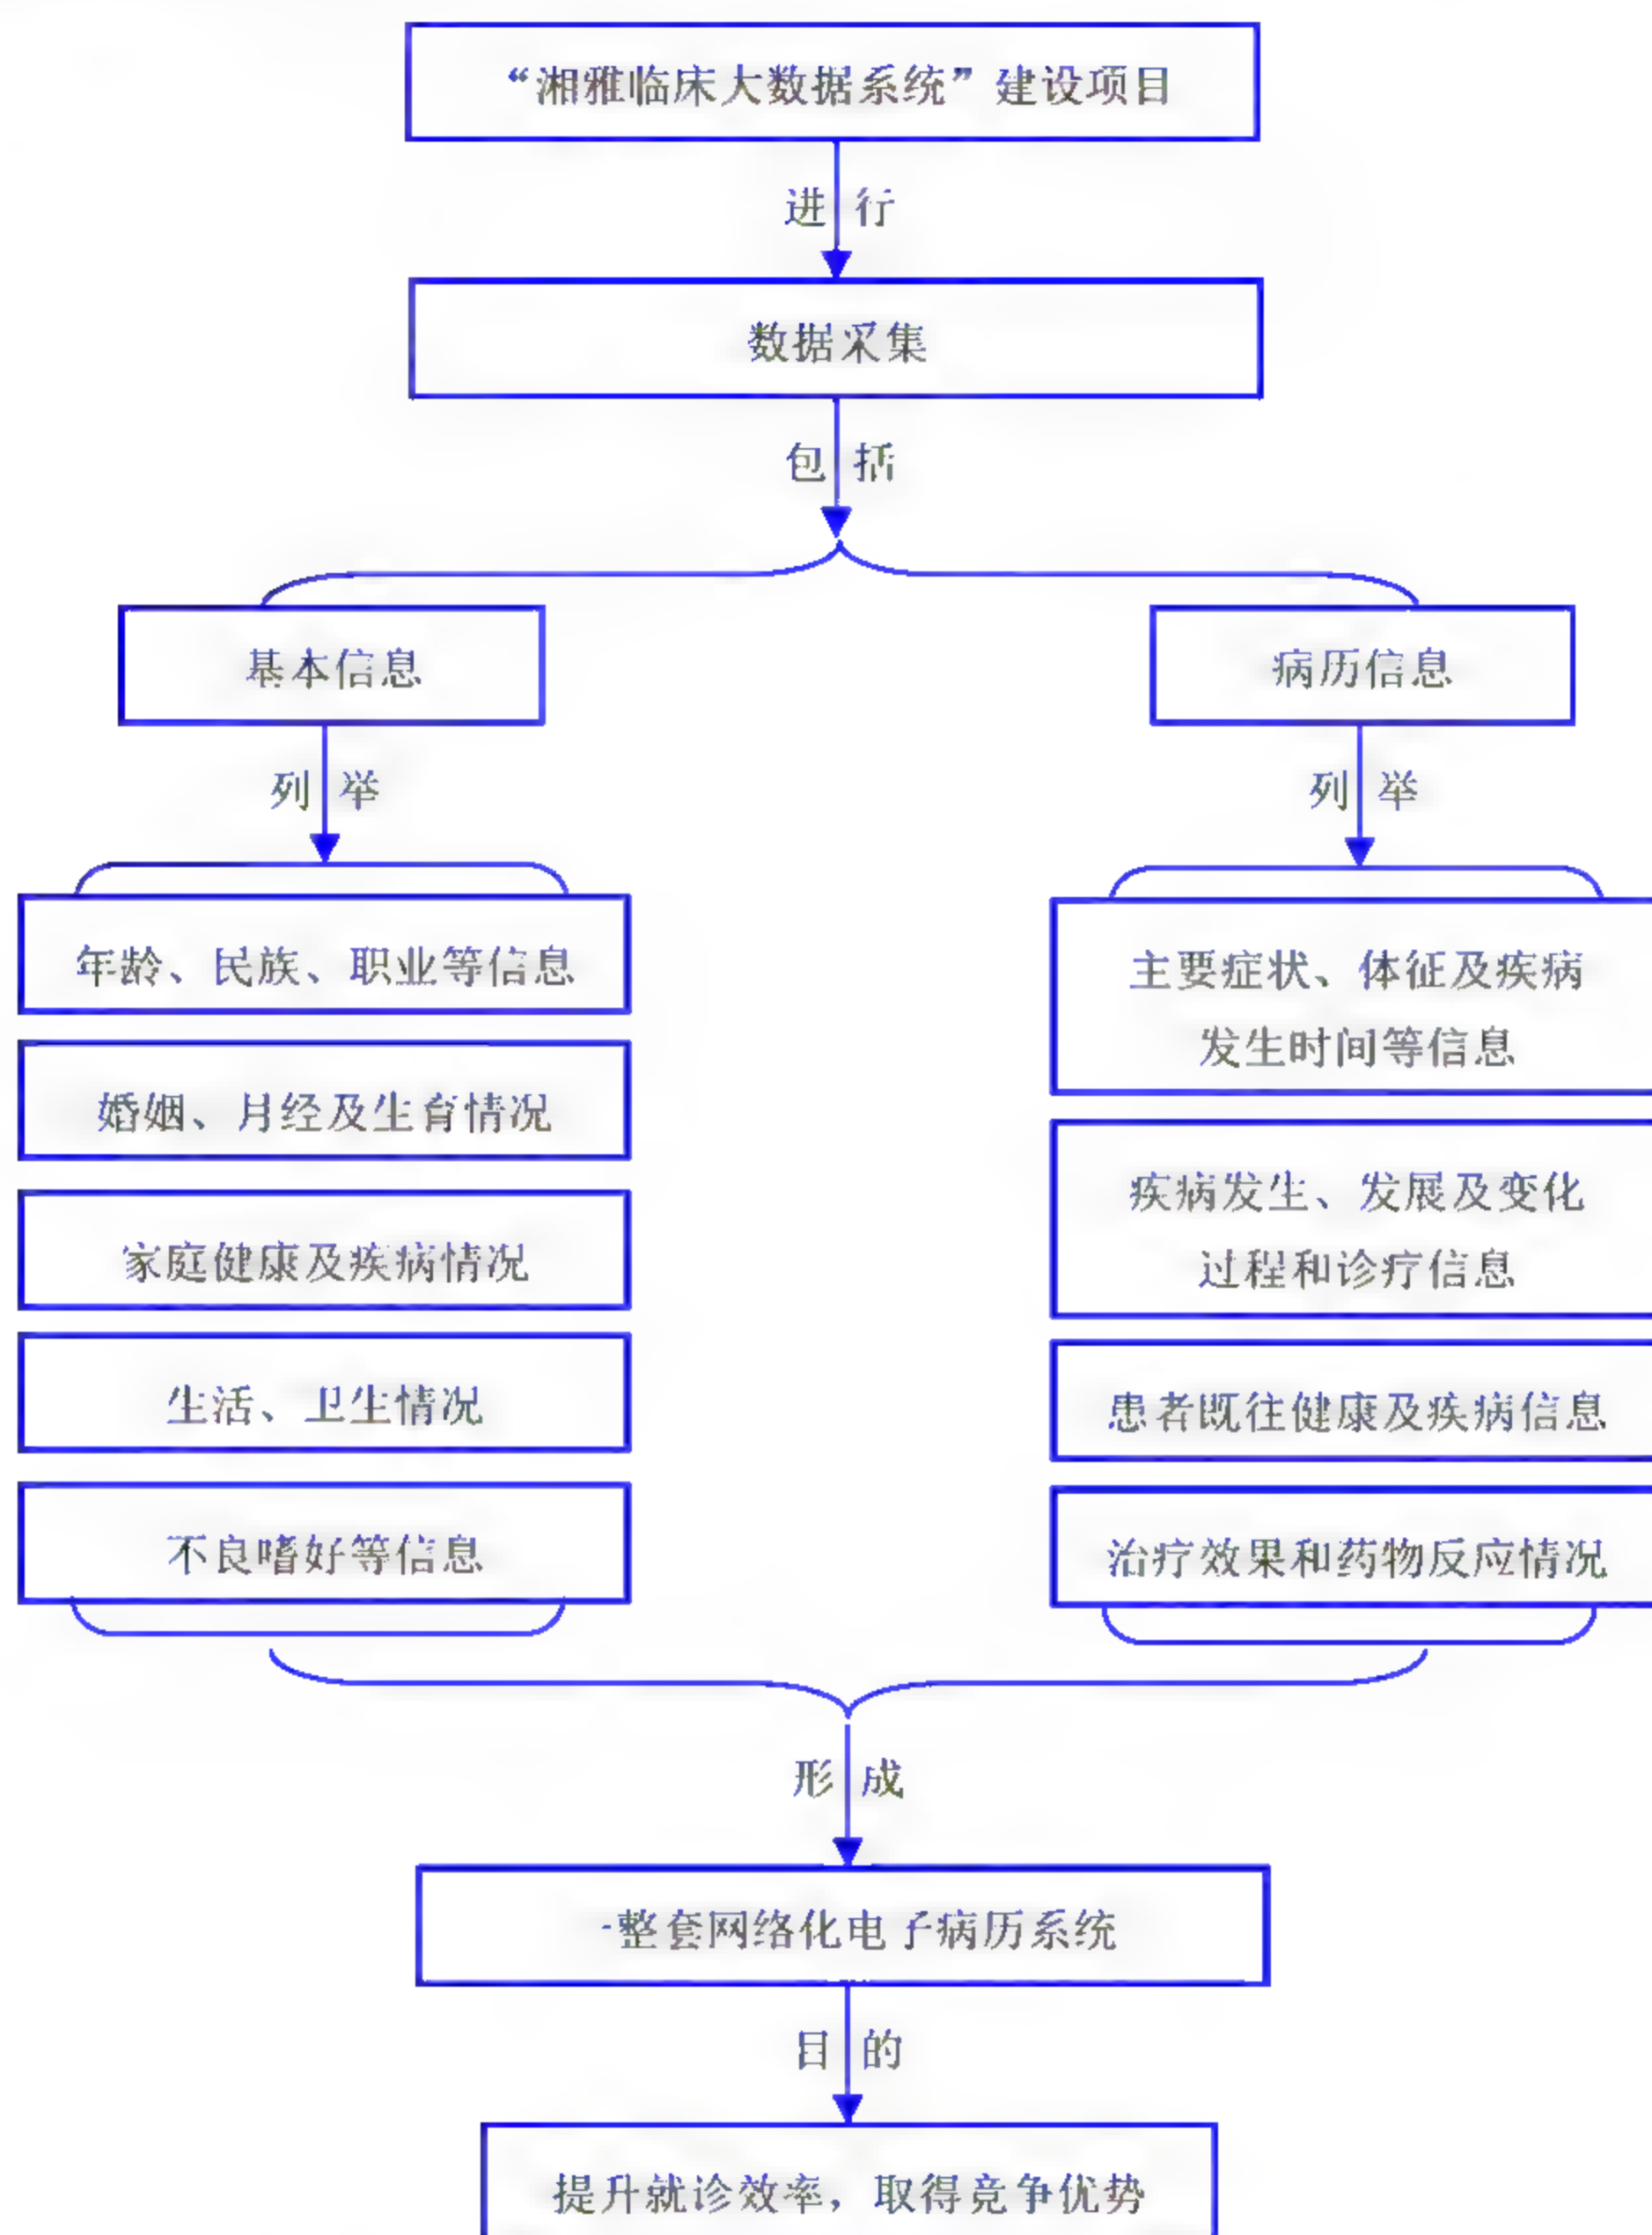 “湘雅临床大数据系统”建设项目
进行
数据采集
包括
基本信息
病历信息
列举
列举
年龄、民族、职业等信息
婚姻、月经及生育情况
家庭健康及疾病情况
生活、卫生情况
不良嗜好等信息
主要症状、体征及疾病
发生时间等信息
疾病发生、发展及变化
过程和诊疗信息
患者既往健康及疾病信息
治疗效果和药物反应情况
形成
一整套网络化电子病历系统
目的
提升就诊效率，取得竞争优势